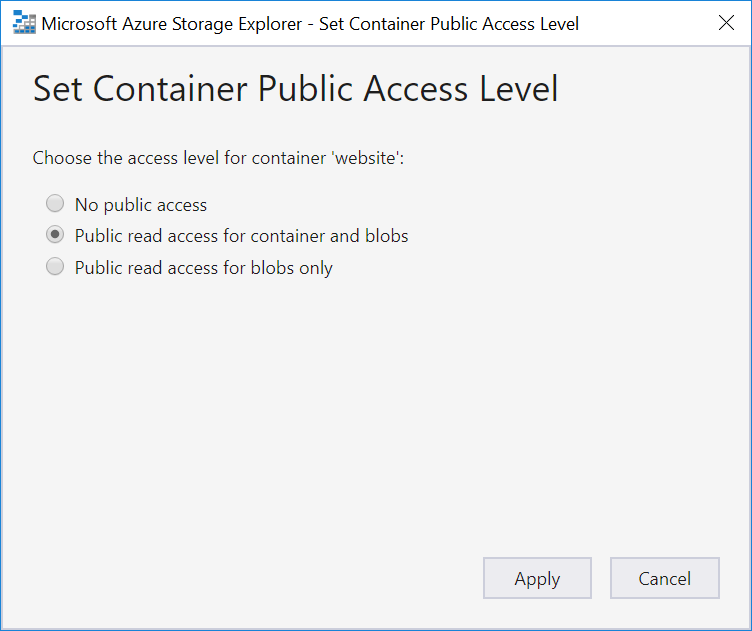 Microsoft Azure Storage Explorer - Set Container Public Access Level
Set Container Public Access Level
Choose the access level for container 'website':
No public access
Public read access for container and blobs
Public read access for blobs only
Apply
Cancel